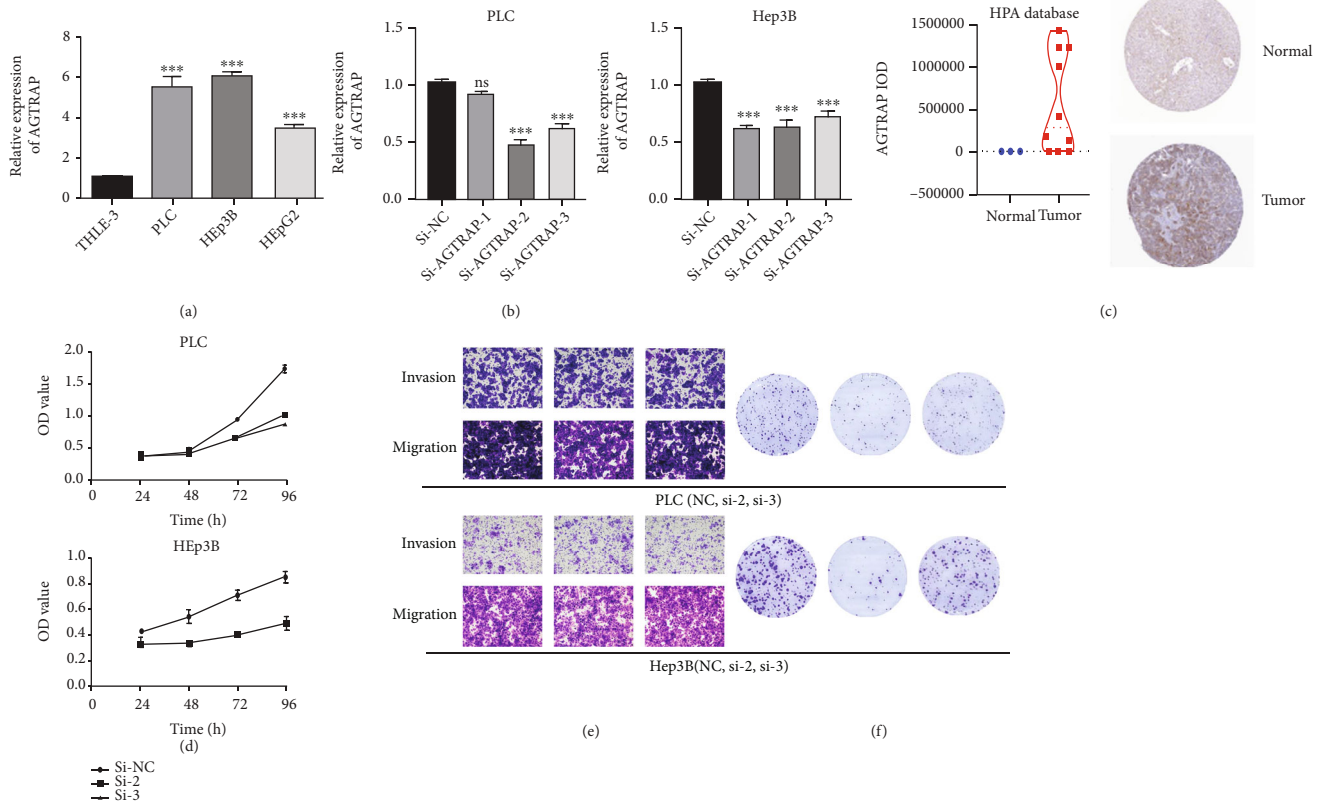 Relative expression
of AGTRAP
8
6
4
2
0
***
***
***
THLE-3
PLC
HEp3B
HEpG2
(a)
PLC
Relative expression
of AGTRAP
1.5
1.0
0.5
0.0
ns
***
***
Si-NC
Si-AGTRAP-1
Si-AGTRAP-2
Si-AGTRAP-3
Hep3B
Relative expression
of AGTRAP
1.5
1.0
0.5
0.0
***
***
***
Si-NC
Si-AGTRAP-1
Si-AGTRAP-2
Si-AGTRAP-3
(b)
HPA database
AGTRAP IOD
1500000
1000000
500000
0
−500000
Normal
Tumor
Normal
Tumor
(c)
PLC
OD value
2.0
1.5
1.0
0.5
0.0
0
24
48
72
96
Time (h)
HEp3B
OD value
1.0
0.8
0.6
0.4
0.2
0.0
0
24
48
72
96
Time (h)
(d)
Si-NC
Si-2
Si-3
Invasion
Migration
PLC (NC, si-2, si-3)
Invasion
Migration
Hep3B(NC, si-2, si-3)
(e)
(f)